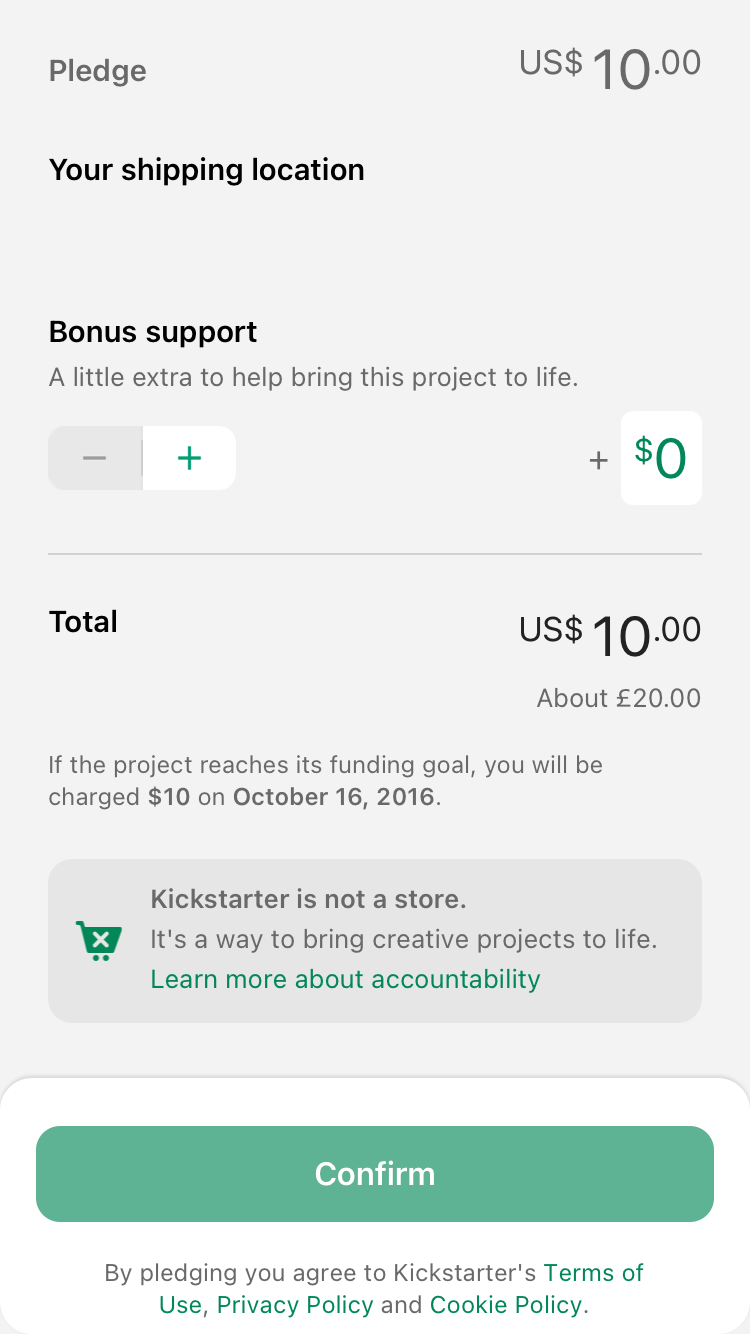 Pledge US$ 10.00
Your shipping location
Bonus support
A little extra to help bring this project to life.
− + + $0
Total US$ 10.00
About £20.00
If the project reaches its funding goal, you will be
charged $10 on October 16, 2016.
Kickstarter is not a store.
It's a way to bring creative projects to life.
Learn more about accountability
Confirm
By pledging you agree to Kickstarter's Terms of
Use, Privacy Policy and Cookie Policy.